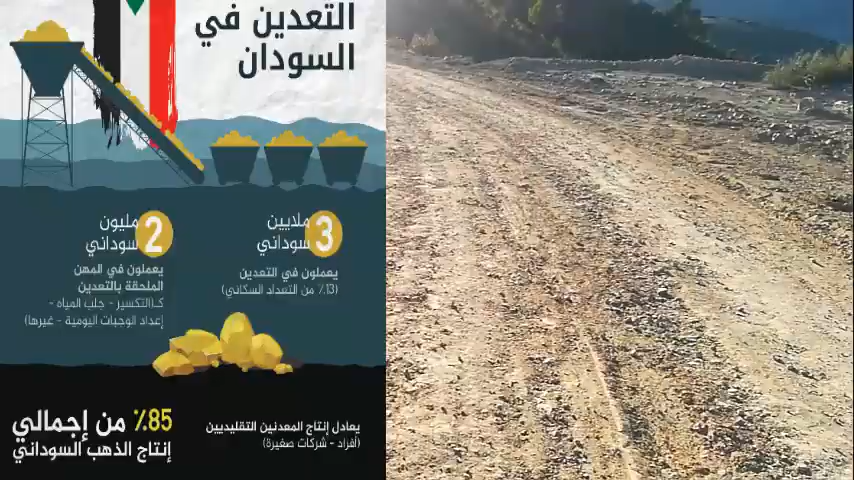 التعدين في
السودان
3 ملايين
سوداني
يعملون في التعدين
(13٪ من التعداد السكاني)
2 مليون
سوداني
يعملون في المهن
الملحقة بالتعدين
كـ(التكسير - جلب المياه -
إعداد الوجبات اليومية - غيرها)
يعادل إنتاج المعدنين التقليديين
(أفراد - شركات صغيرة)
85٪ من إجمالي
إنتاج الذهب السوداني